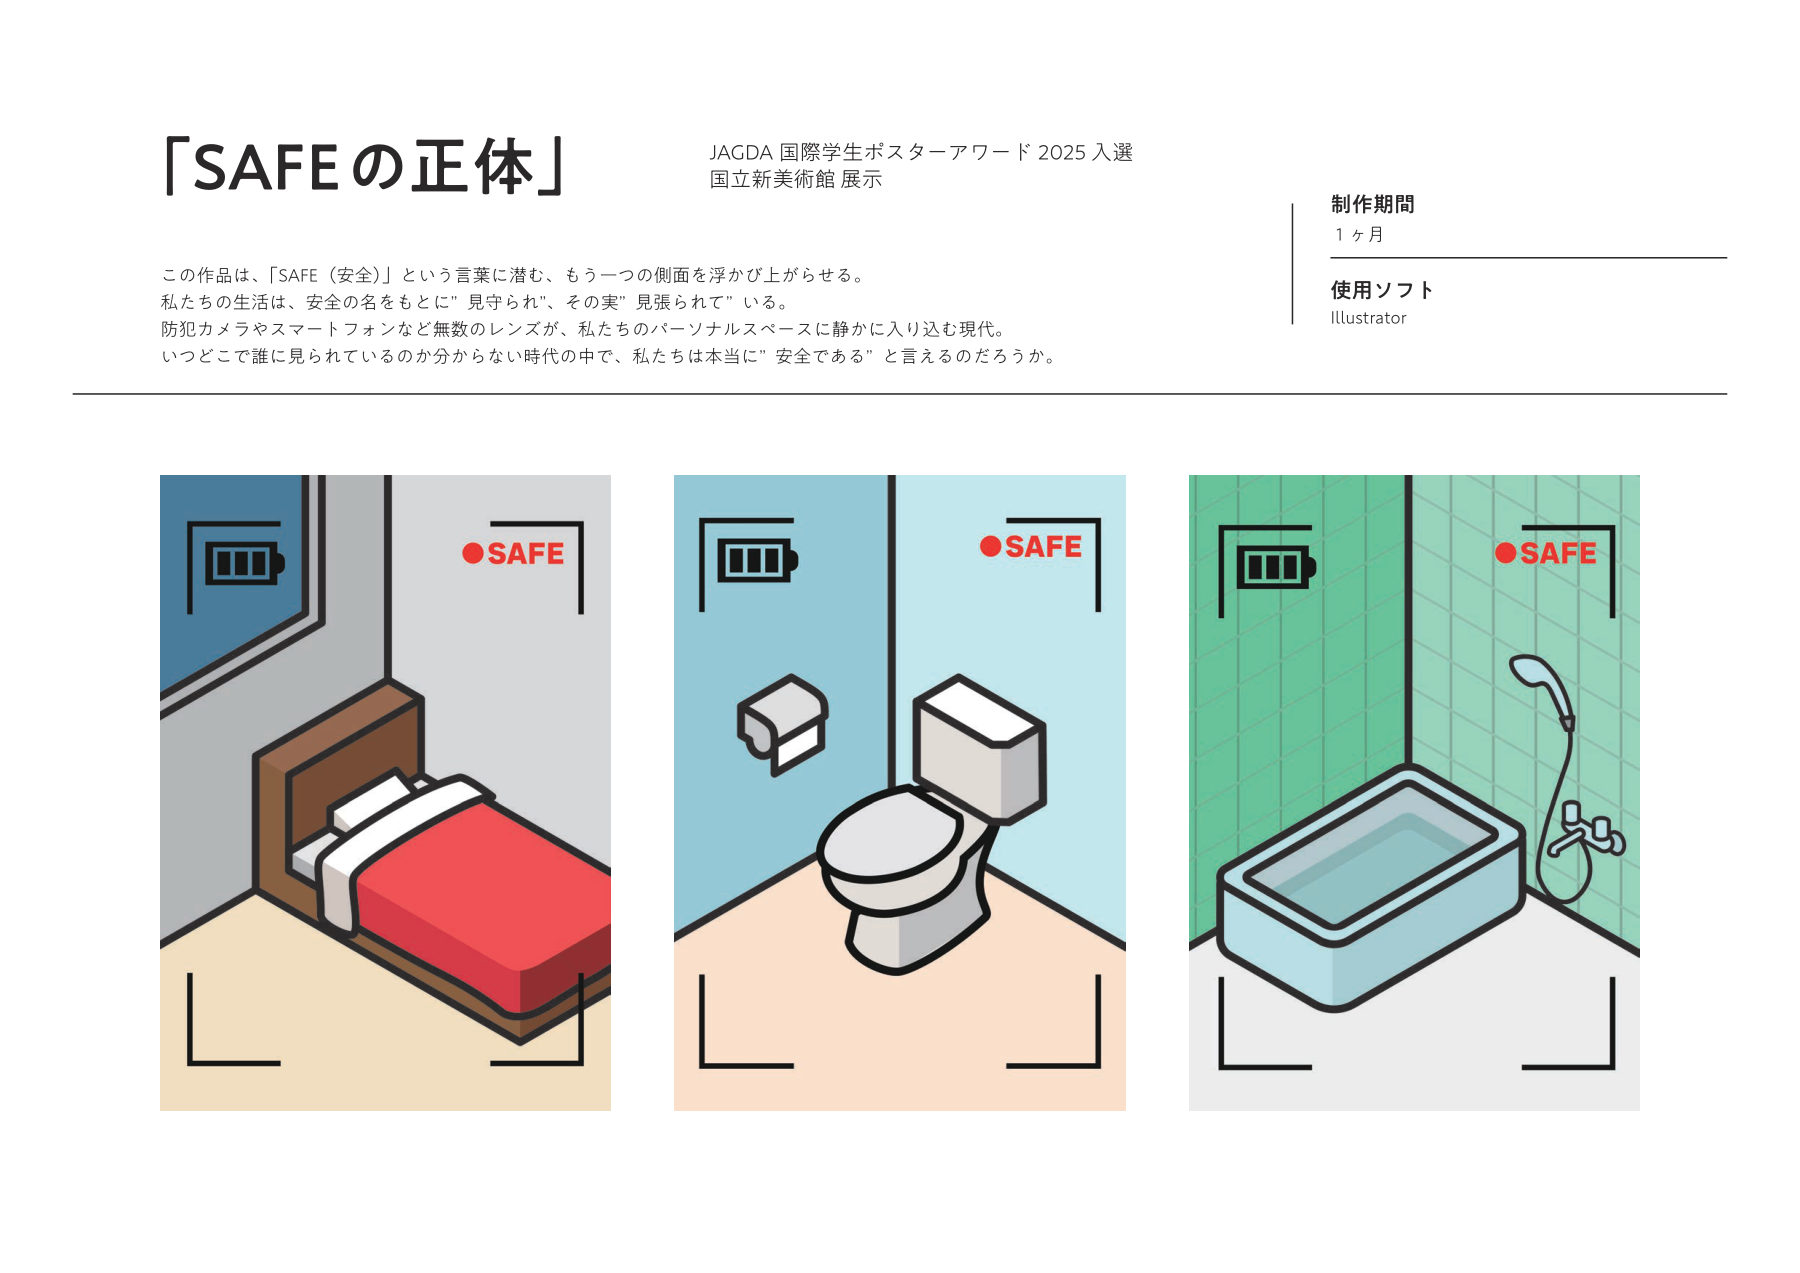 「SAFEの正体」
JAGDA 国際学生ポスターアワード 2025 入選
国立新美術館 展示
この作品は、「SAFE（安全）」という言葉に潜む、もう一つの側面を浮かび上がらせる。
私たちの生活は、安全の名をもとに” 見守られ”、その実” 見張られて” いる。
防犯カメラやスマートフォンなど無数のレンズが、私たちのパーソナルスペースに静かに入り込む現代。
いつどこで誰に見られているのか分からない時代の中で、私たちは本当に” 安全である” と言えるのだろうか。
制作期間
1 ヶ月
使用ソフト
Illustrator
SAFE
SAFE
SAFE